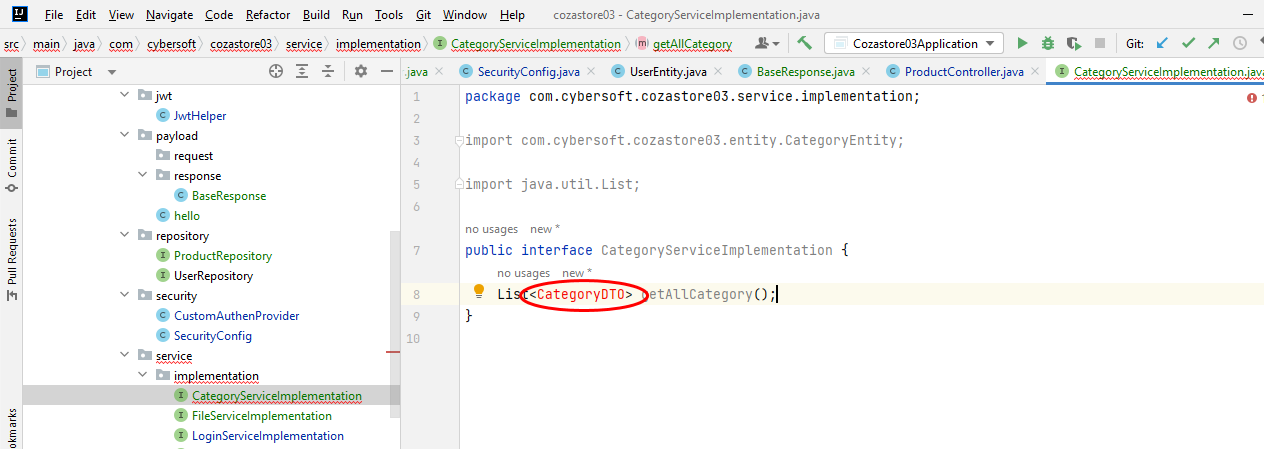 File Edit View Navigate Code Refactor Build Run Tools Git Window Help cozastore03 - CategoryServiceImplementation.java
src main java com cybersoft cozastore03 service implementation CategoryServiceImplementation getAllCategory Cozastore03Application Git:
Project .java SecurityConfig.java UserEntity.java BaseResponse.java ProductController.java CategoryServiceImplementation.java
Project
Commit
Pull Requests
jwt
JwtHelper
payload
request
response
BaseResponse
hello
repository
ProductRepository
UserRepository
security
CustomAuthenProvider
SecurityConfig
service
implementation
CategoryServiceImplementation
FileServiceImplementation
LoginServiceImplementation
1 package com.cybersoft.cozastore03.service.implementation;
2
3 import com.cybersoft.cozastore03.entity.CategoryEntity;
4
5 import java.util.List;
6
no usages new *
7 public interface CategoryServiceImplementation {
no usages new *
8 List<CategoryDTO> getAllCategory();
9 }
10